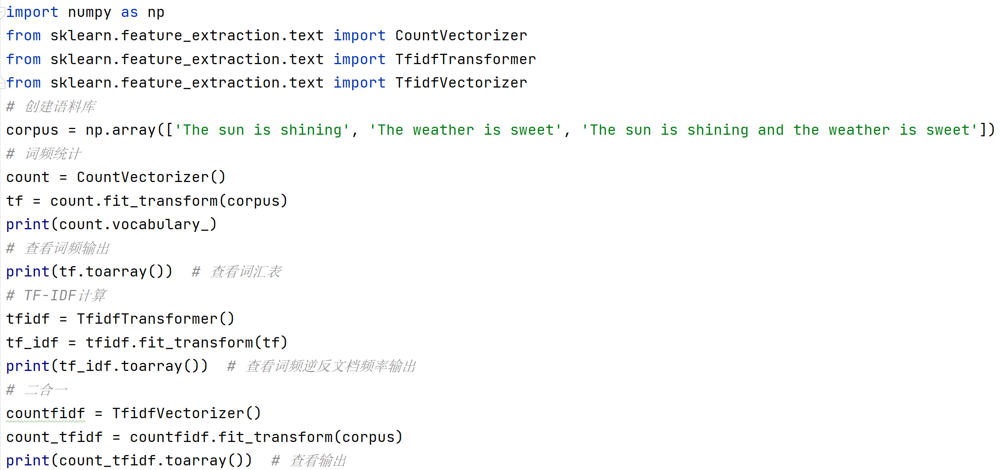 import numpy as np
from sklearn.feature_extraction.text import CountVectorizer
from sklearn.feature_extraction.text import TfidfTransformer
from sklearn.feature_extraction.text import TfidfVectorizer
# 创建语料库
corpus = np.array(['The sun is shining', 'The weather is sweet', 'The sun is shining and the weather is sweet'])
# 词频统计
count = CountVectorizer()
tf = count.fit_transform(corpus)
print(count.vocabulary_)
# 查看词频输出
print(tf.toarray())  # 查看词汇表
# TF-IDF计算
tfidf = TfidfTransformer()
tf_idf = tfidf.fit_transform(tf)
print(tf_idf.toarray())  # 查看词频逆反文档频率输出
# 二合一
countfidf = TfidfVectorizer()
count_tfidf = countfidf.fit_transform(corpus)
print(count_tfidf.toarray())  # 查看输出